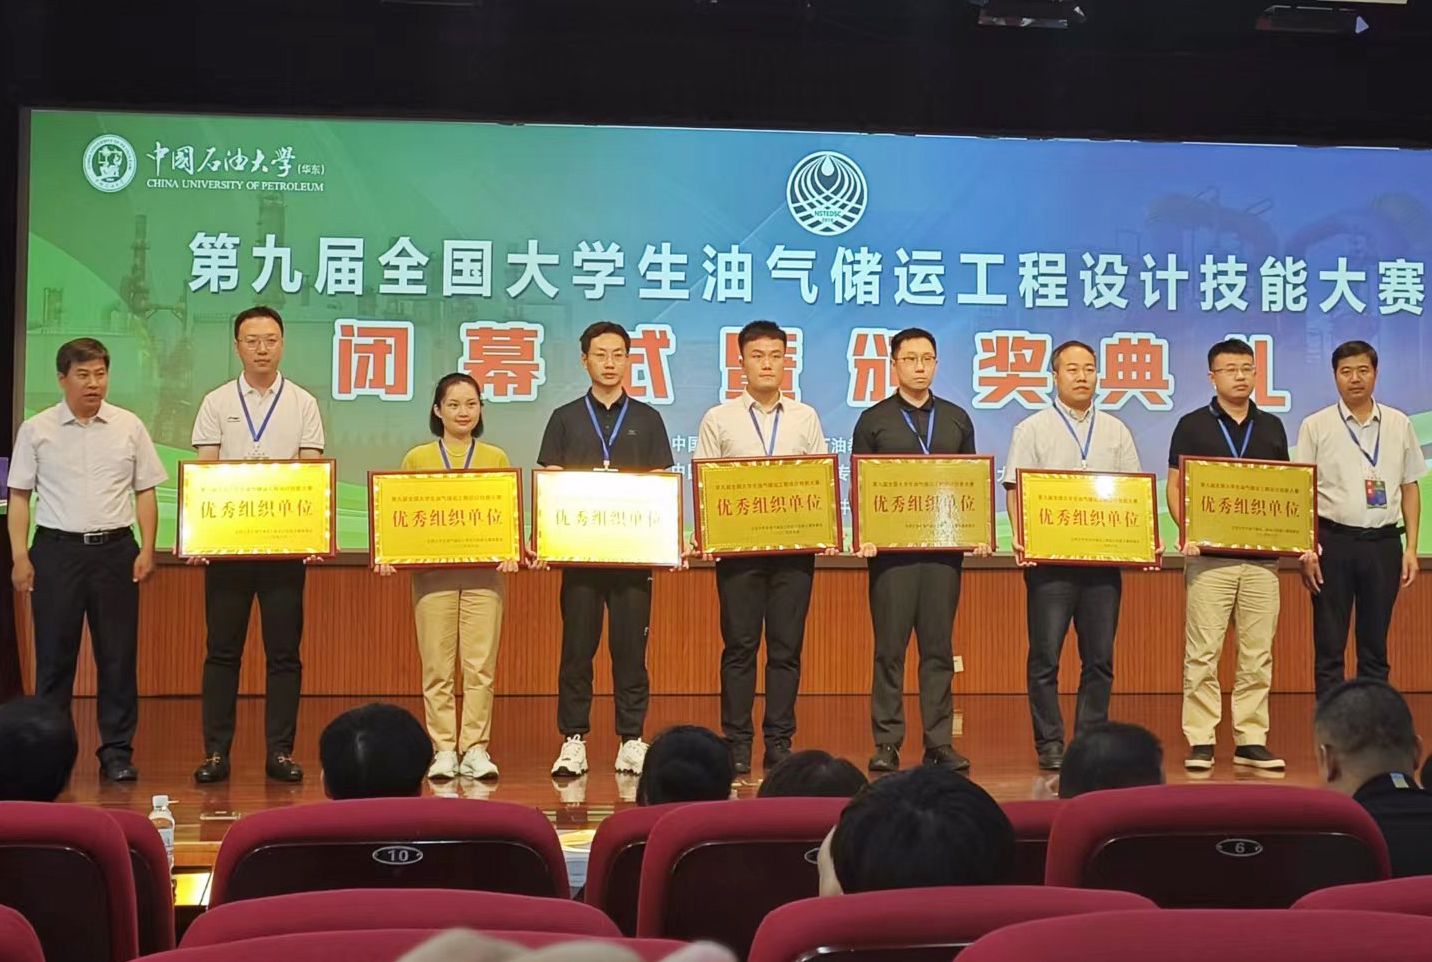 中國石油大學(华东)
CHINA UNIVERSITY OF PETROLEUM
NSTEDSC
第九届全国大学生油气储运工程设计技能大赛
闭幕式暨颁奖典礼
优秀组织单位
优秀组织单位
优秀组织单位
优秀组织单位
优秀组织单位
优秀组织单位
优秀组织单位
10
6